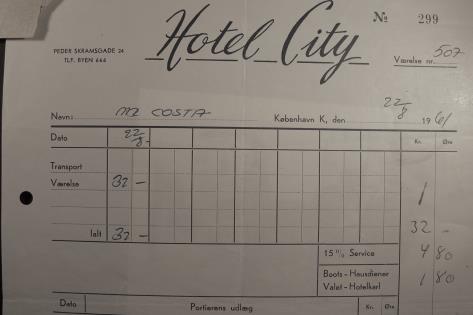 Hotel City
No 299
PEDER SKRAMSGADE 24
TLF. BYEN 664
Værelse nr. 507
Navn: MR COSTA København K, den 22/8 1961
Dato 22/8- Kr. Øre
Transport
Værelse 32 - 1
32 -
Ialt 32 -
15 % Service 4 80
Boots - Hausdiener
Valet - Hotelkarl 1 80
Dato Portierens udlæg Kr. Øre